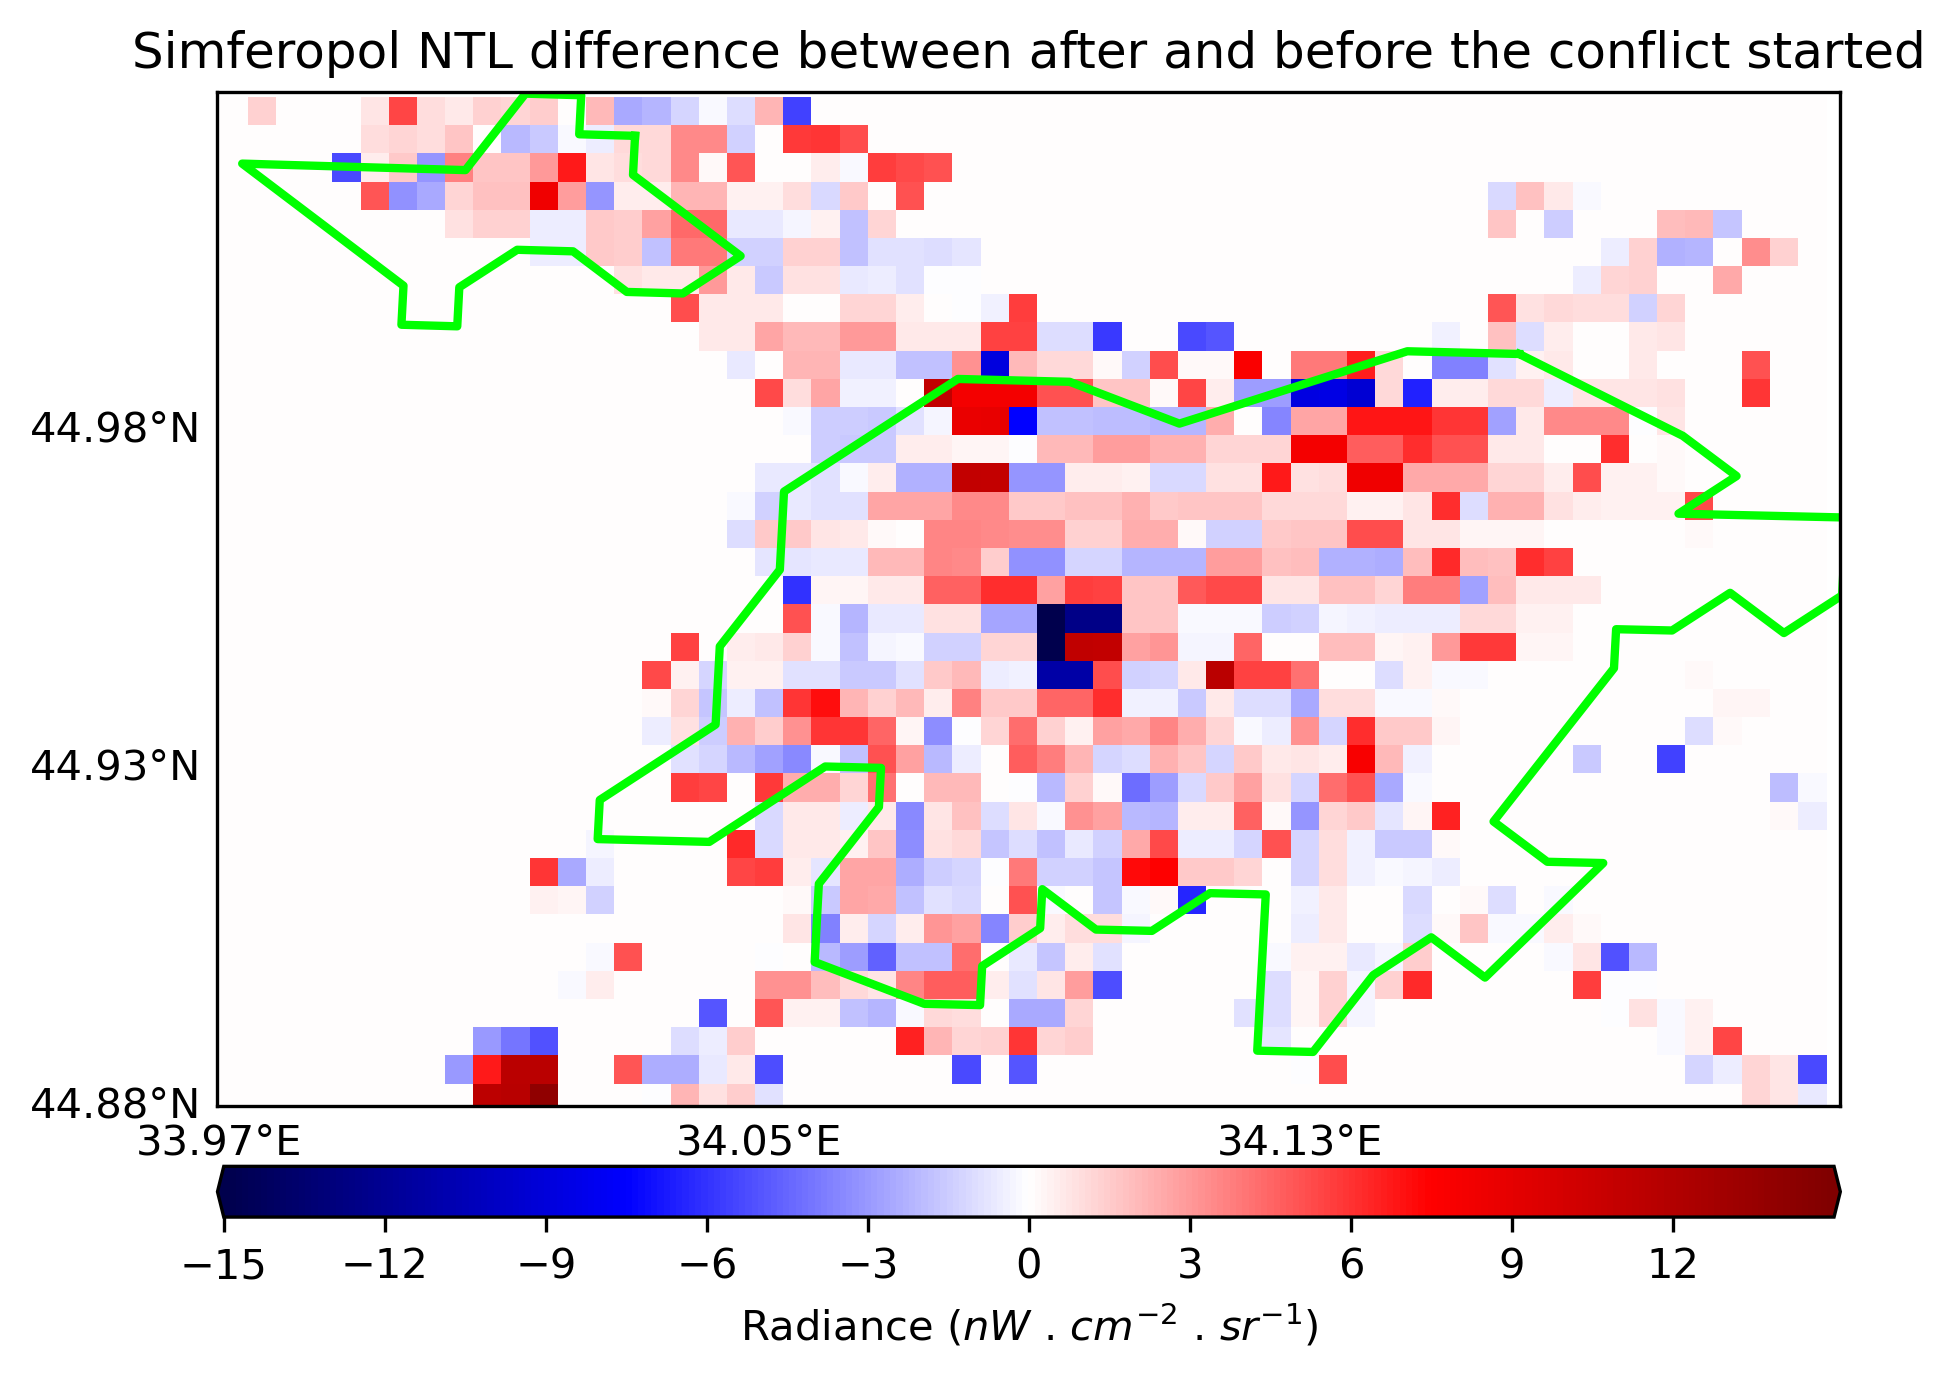 Simferopol NTL difference between after and before the conflict started
44.98°N
44.93°N
44.88°N
33.97°E 34.05°E 34.13°E
−15 −12 −9 −6 −3 0 3 6 9 12
Radiance (nW . cm⁻² . sr⁻¹)